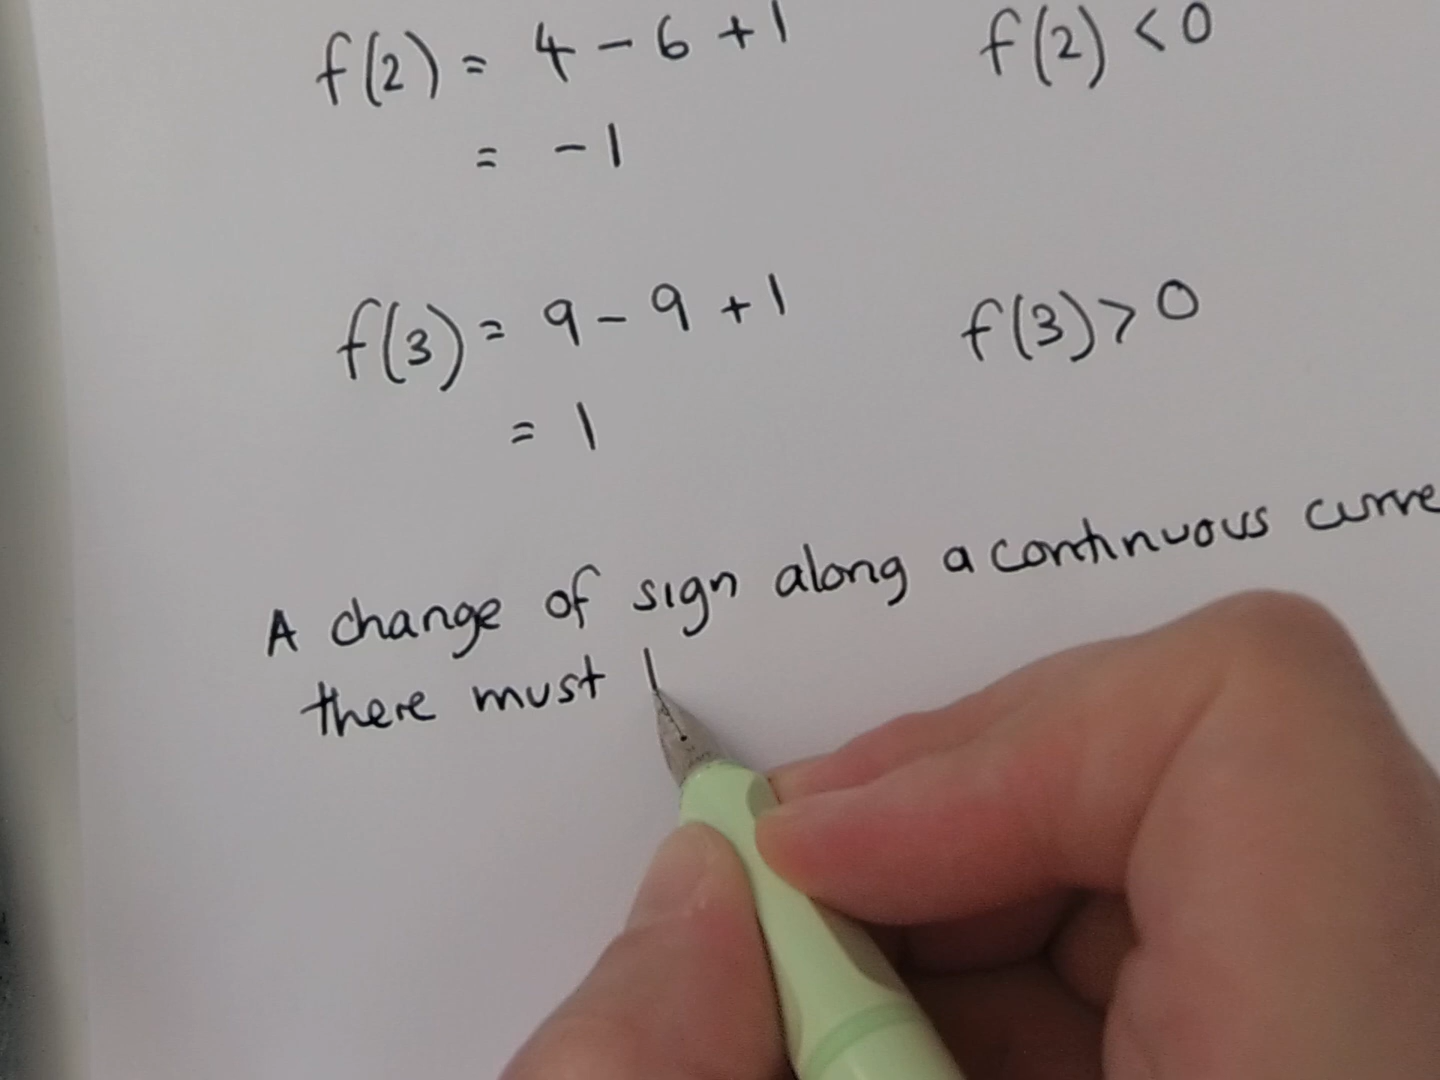 f(2) = 4 - 6 + 1 f(2) < 0
= -1
f(3) = 9 - 9 + 1 f(3) > 0
= 1
A change of sign along a continuous curve
there must